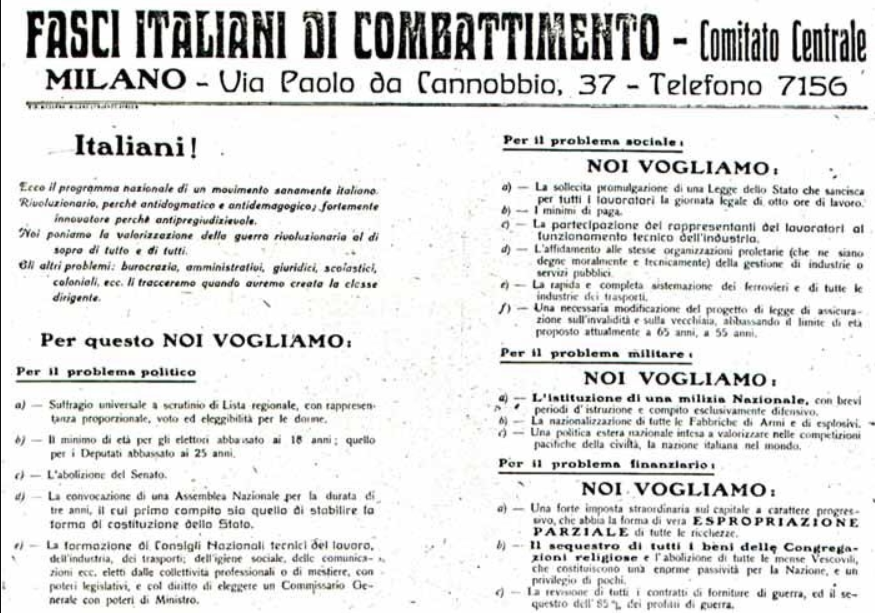 FASCI ITALIANI DI COMBATTIMENTO - Comitato Centrale
MILANO - Via Paolo da Cannobbio, 37 - Telefono 7156
Italiani!
Ecco il programma nazionale di un movimento sanamente italiano.
Rivoluzionario, perchè antidogmatico e antidemagogico; fortemente
innovatore perchè antipregiudizievole.
Noi poniamo la valorizzazione della guerra rivoluzionaria al di
sopra di tutto e di tutti.
Gli altri problemi: burocrazia, amministrativi, giuridici, scolastici,
coloniali, ecc. li tracceremo quando avremo creata la classe
dirigente.
Per questo NOI VOGLIAMO:
Per il problema politico
a) — Suffragio universale a scrutinio di Lista regionale, con rappresen-
tanza proporzionale, voto ed eleggibilità per le donne.
b) — Il minimo di età per gli elettori abbassato ai 18 anni; quello
per i Deputati abbassato ai 25 anni.
c) — L'abolizione del Senato.
d) — La convocazione di una Assemblea Nazionale per la durata di
tre anni, il cui primo compito sia quello di stabilire la
forma di costituzione dello Stato.
e) — La formazione di Consigli Nazionali tecnici del lavoro,
dell'industria, dei trasporti, dell'igiene sociale, delle comunica-
zioni ecc. eletti dalle collettività professionali o di mestiere, con
poteri legislativi, e col diritto di eleggere un Commissario Ge-
nerale con poteri di Ministro.
Per il problema sociale:
NOI VOGLIAMO:
a) — La sollecita promulgazione di una Legge dello Stato che sancisca
per tutti i lavoratori la giornata legale di otto ore di lavoro.
b) — I minimi di paga.
c) — La partecipazione dei rappresentanti dei lavoratori al
funzionamento tecnico dell'industria.
d) — L'affidamento alle stesse organizzazioni proletarie (che ne siano
degne moralmente e tecnicamente) della gestione di industrie o
servizi pubblici.
e) — La rapida e completa sistemazione dei ferrovieri e di tutte le
industrie dei trasporti.
f) — Una necessaria modificazione del progetto di legge di assicura-
zione sull'invalidità e sulla vecchiaia, abbassando il limite di età
proposto attualmente a 65 anni, a 55 anni.
Per il problema militare:
NOI VOGLIAMO:
a) — L'istituzione di una milizia Nazionale, con brevi
periodi d'istruzione e compito esclusivamente difensivo.
b) — La nazionalizzazione di tutte le Fabbriche di Armi e di esplosivi.
c) — Una politica estera nazionale intesa a valorizzare nelle competizioni
pacifiche della civiltà, la nazione italiana nel mondo.
Per il problema finanziario:
NOI VOGLIAMO:
a) — Una forte imposta straordinaria sul capitale a carattere progres-
sivo, che abbia la forma di vera ESPROPRIAZIONE
PARZIALE di tutte le ricchezze.
b) — Il sequestro di tutti i beni delle Congrega-
zioni religiose e l'abolizione di tutte le mense Vescovili,
che costituiscono una enorme passività per la Nazione, e un
privilegio di pochi.
c) — La revisione di tutti i contratti di forniture di guerra, ed il se-
questro dell'85% dei profitti di guerra.